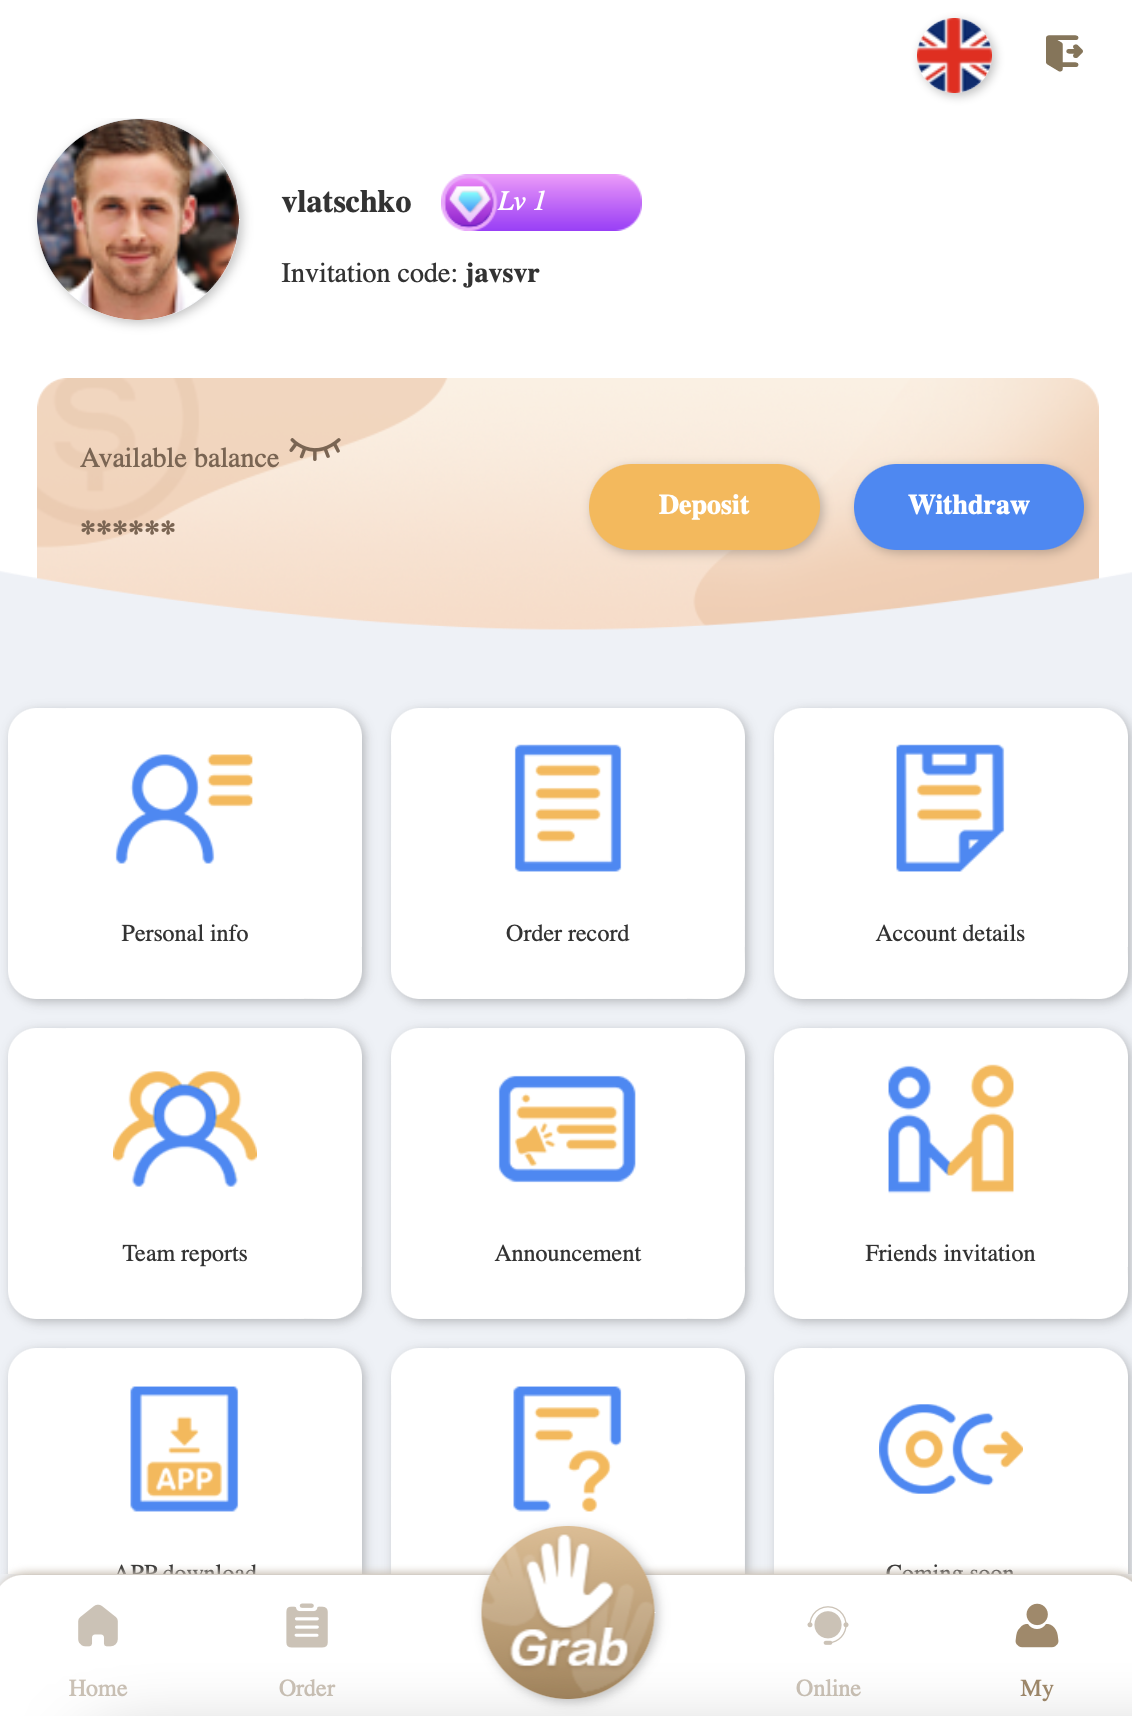 vlatschko
Lv 1
Invitation code: javsvr
Available balance
******
Deposit
Withdraw
Personal info
Order record
Account details
Team reports
Announcement
Friends invitation
APP
?
APP download
Coming soon
Grab
Home
Order
Online
My